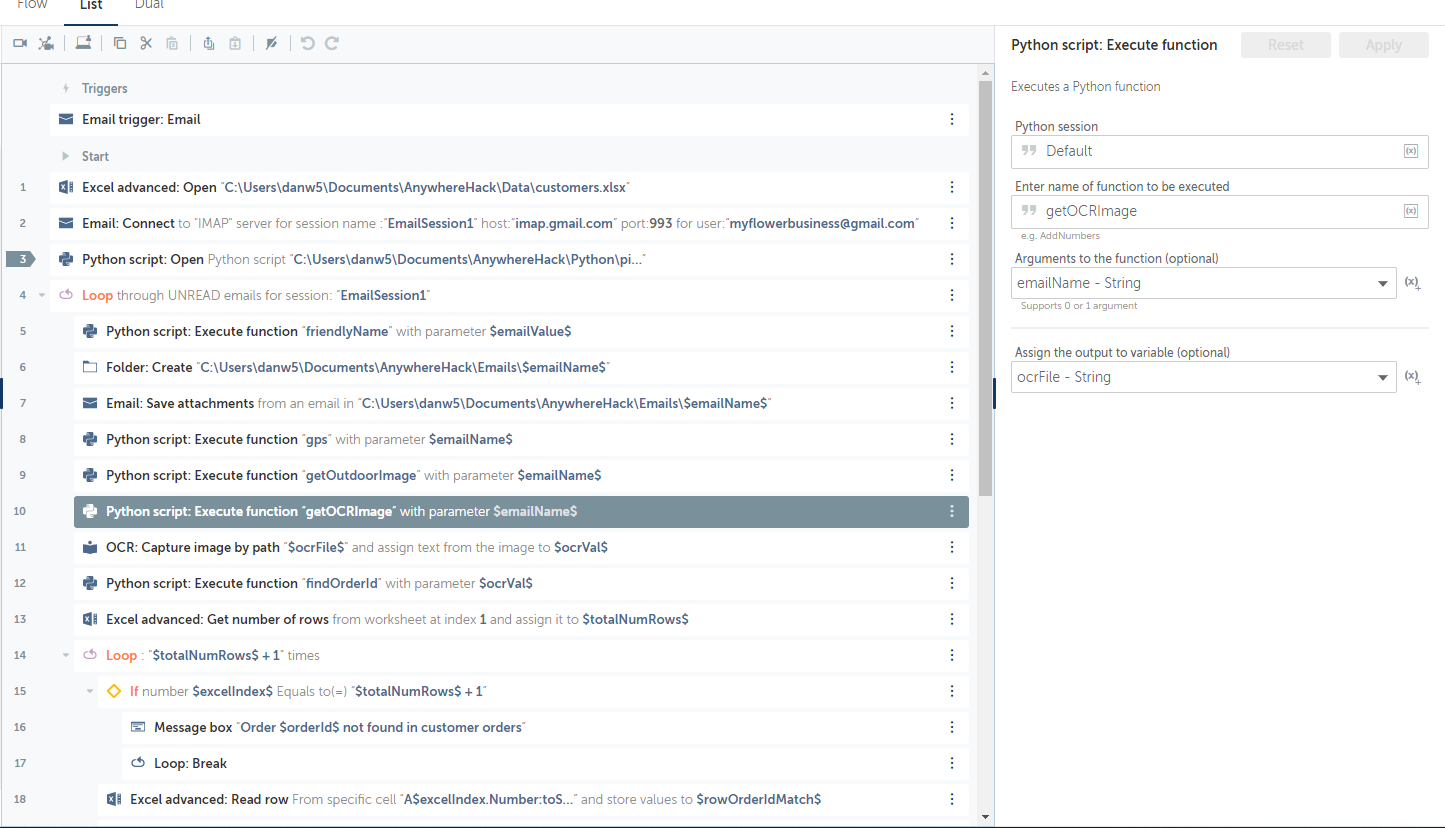 Flow List Dual
Python script: Execute function Reset Apply
Triggers
Email trigger: Email
Start
1 Excel advanced: Open "C:\Users\danw5\Documents\AnywhereHack\Data\customers.xlsx"
2 Email: Connect to "IMAP" server for session name :"EmailSession1" host:"imap.gmail.com" port:993 for user:"myflowerbusiness@gmail.com"
3 Python script: Open Python script "C:\Users\danw5\Documents\AnywhereHack\Python\pi..."
4 Loop through UNREAD emails for session: "EmailSession1"
5 Python script: Execute function "friendlyName" with parameter $emailValue$
6 Folder: Create "C:\Users\danw5\Documents\AnywhereHack\Emails\$emailName$"
7 Email: Save attachments from an email in "C:\Users\danw5\Documents\AnywhereHack\Emails\$emailName$"
8 Python script: Execute function "gps" with parameter $emailName$
9 Python script: Execute function "getOutdoorImage" with parameter $emailName$
10 Python script: Execute function "getOCRImage" with parameter $emailName$
11 OCR: Capture image by path "$ocrFile$" and assign text from the image to $ocrVal$
12 Python script: Execute function "findOrderId" with parameter $ocrVal$
13 Excel advanced: Get number of rows from worksheet at index 1 and assign it to $totalNumRows$
14 Loop : "$totalNumRows$ + 1" times
15 If number $excelIndex$ Equals to(=) "$totalNumRows$ + 1"
16 Message box "Order $orderId$ not found in customer orders"
17 Loop: Break
18 Excel advanced: Read row From specific cell "A$excelIndex.Number:toS..." and store values to $rowOrderIdMatch$
Executes a Python function
Python session
Default (x)
Enter name of function to be executed
getOCRImage (x)
e.g. AddNumbers
Arguments to the function (optional)
emailName - String (x)+
Supports 0 or 1 argument
Assign the output to variable (optional)
ocrFile - String (x)+